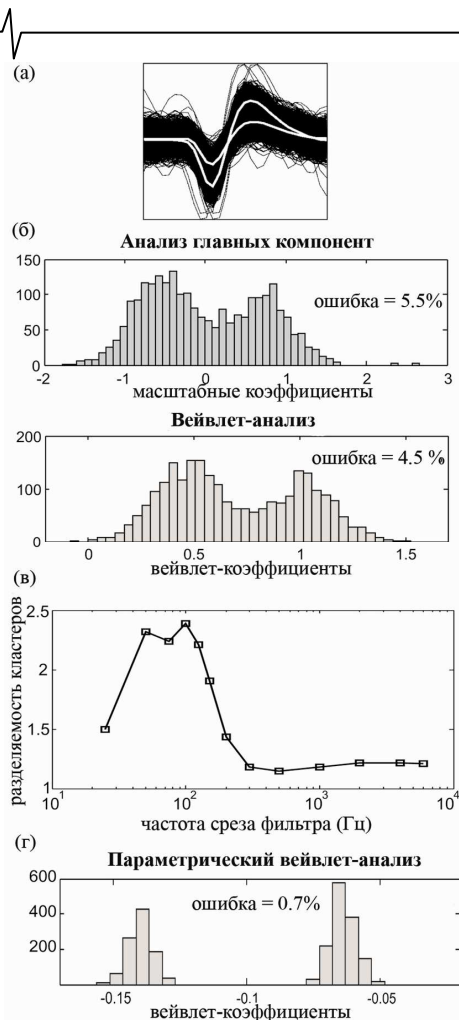 (а)
(б)
Анализ главных компонент
150
100
50
0
ошибка = 5.5%
-2
-1
0
1
2
3
масштабные коэффициенты
Вейвлет-анализ
200
100
0
ошибка = 4.5 %
0
0.5
1
1.5
вейвлет-коэффициенты
(в)
разделяемость кластеров
2.5
2
1.5
1
10¹
10²
10³
10⁴
частота среза фильтра (Гц)
(г)
Параметрический вейвлет-анализ
600
400
200
ошибка = 0.7%
-0.15
-0.1
-0.05
вейвлет-коэффициенты